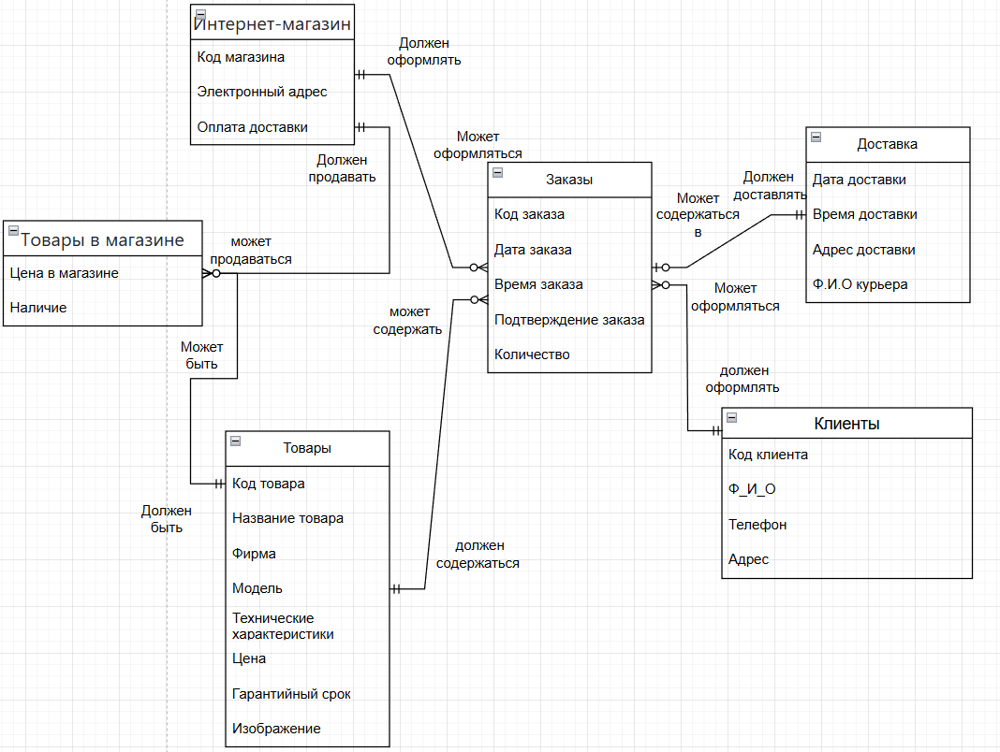 Интернет-магазин
Код магазина
Электронный адрес
Оплата доставки
Должен
оформлять
Должен
продавать
Может
оформляться
Товары в магазине
Цена в магазине
Наличие
может
продаваться
Может
быть
Должен
быть
Заказы
Код заказа
Дата заказа
Время заказа
Подтверждение заказа
Количество
может
содержать
должен
содержаться
Может
содержаться
в
Должен
доставлять
Доставка
Дата доставки
Время доставки
Адрес доставки
Ф.И.О курьера
Может
оформляться
должен
оформлять
Клиенты
Код клиента
Ф_И_О
Телефон
Адрес
Товары
Код товара
Название товара
Фирма
Модель
Технические
характеристики
Цена
Гарантийный срок
Изображение